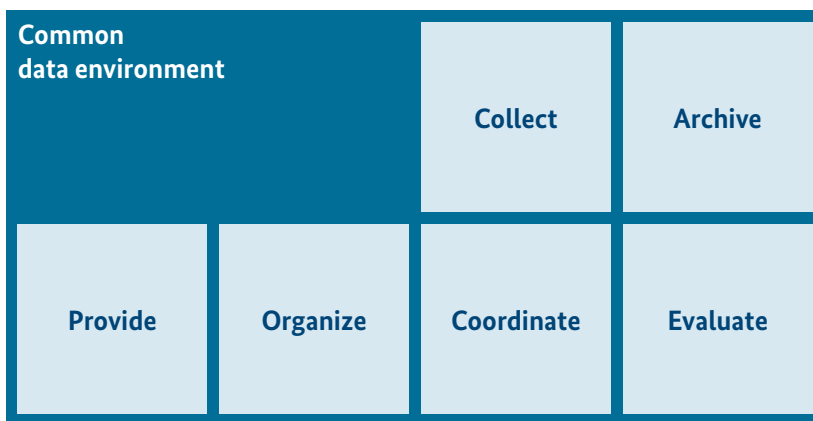 Common
data environment
Collect
Archive
Provide
Organize
Coordinate
Evaluate